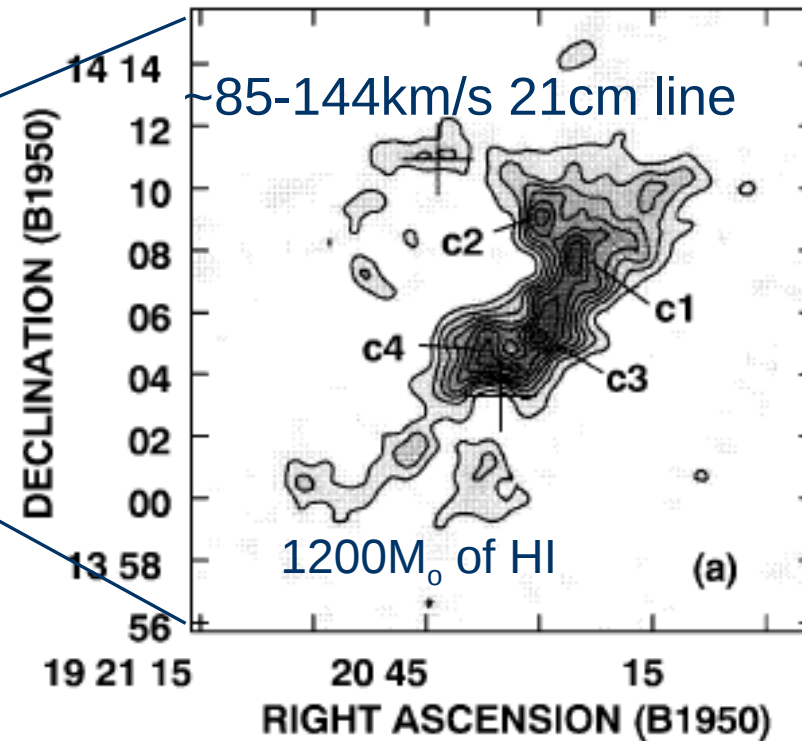 14 14
~85-144km/s 21cm line
12
10
c2
08
c1
06
c4
c3
04
02
00
1200Mo of HI
13 58
(a)
56
19 21 15
20 45
15
DECLINATION (B1950)
RIGHT ASCENSION (B1950)